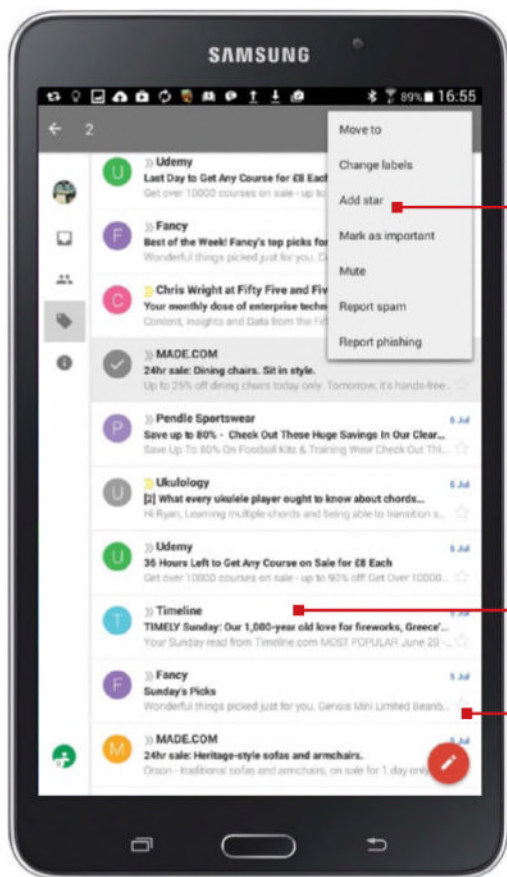 SAMSUNG
89% 16:55
2
Move to
Change labels
Add star
Mark as important
Mute
Report spam
Report phishing
U
Udemy
Last Day to Get Any Course for £8 Each
Get over 10000 courses on sale - up to
F
Fancy
Best of the Week! Fancy's top picks for
Wonderful things picked just for you.
C
Chris Wright at Fifty Five and Fiv
Your monthly dose of enterprise techn
Content, insights and Data from the Fif
MADE.COM
24hr sale: Dining chairs. Sit in style.
Up to 25% off dining chairs today only. Tomorrow, it's hands-free..
P
Pendle Sportswear
6 Jul
Save up to 80% - Check Out These Huge Savings In Our Clear...
Save Up To 80% On Football Kits & Training Wear Check Out Thi...
U
Ukulology
6 Jul
[2] What every ukulele player ought to know about chords...
Hi Ryan, Learning multiple chords and being able to transition s...
U
Udemy
5 Jul
36 Hours Left to Get Any Course on Sale for £8 Each
Get over 10000 courses on sale - up to 90% off! Get Over 10000...
T
Timeline
5 Jul
TIMELY Sunday: Our 1,000-year old love for fireworks, Greece'...
Your Sunday read from Timeline.com MOST POPULAR June 29 -...
F
Fancy
5 Jul
Sunday's Picks
Wonderful things picked just for you. Mini Limited
M
MADE.COM
5 Jul
24hr sale: Heritage-style sofas and armchairs.
Orson - traditional sofas and armchairs, on sale for 1 day only